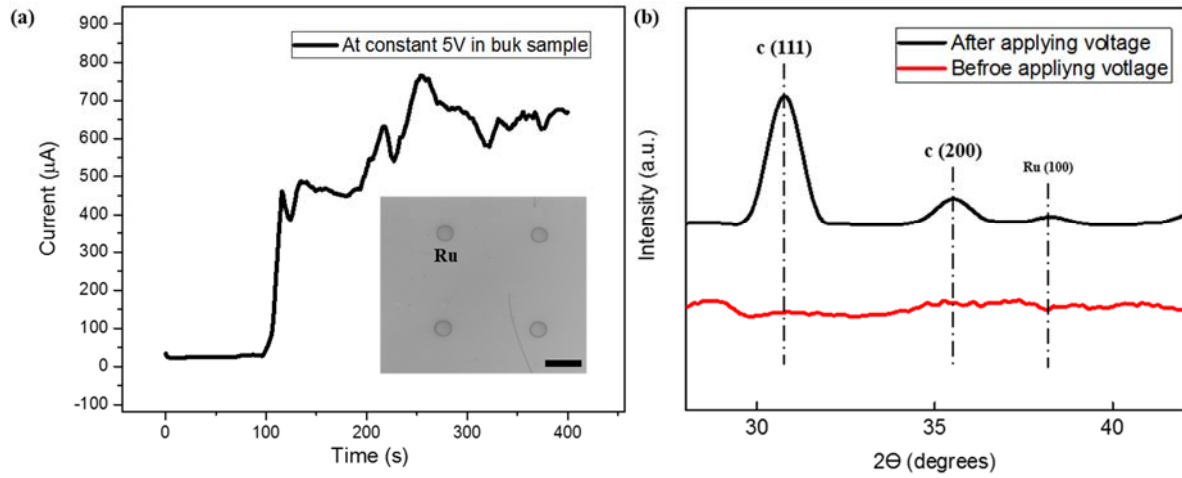 (a)
900
800
700
600
500
400
300
200
100
0
-100
Current (μA)
At constant 5V in buk sample
Ru
0
100
200
300
400
Time (s)
(b)
After applying voltage
Befroe appliyng votlage
c (111)
c (200)
Ru (100)
Intensity (a.u.)
30
35
40
2Θ (degrees)